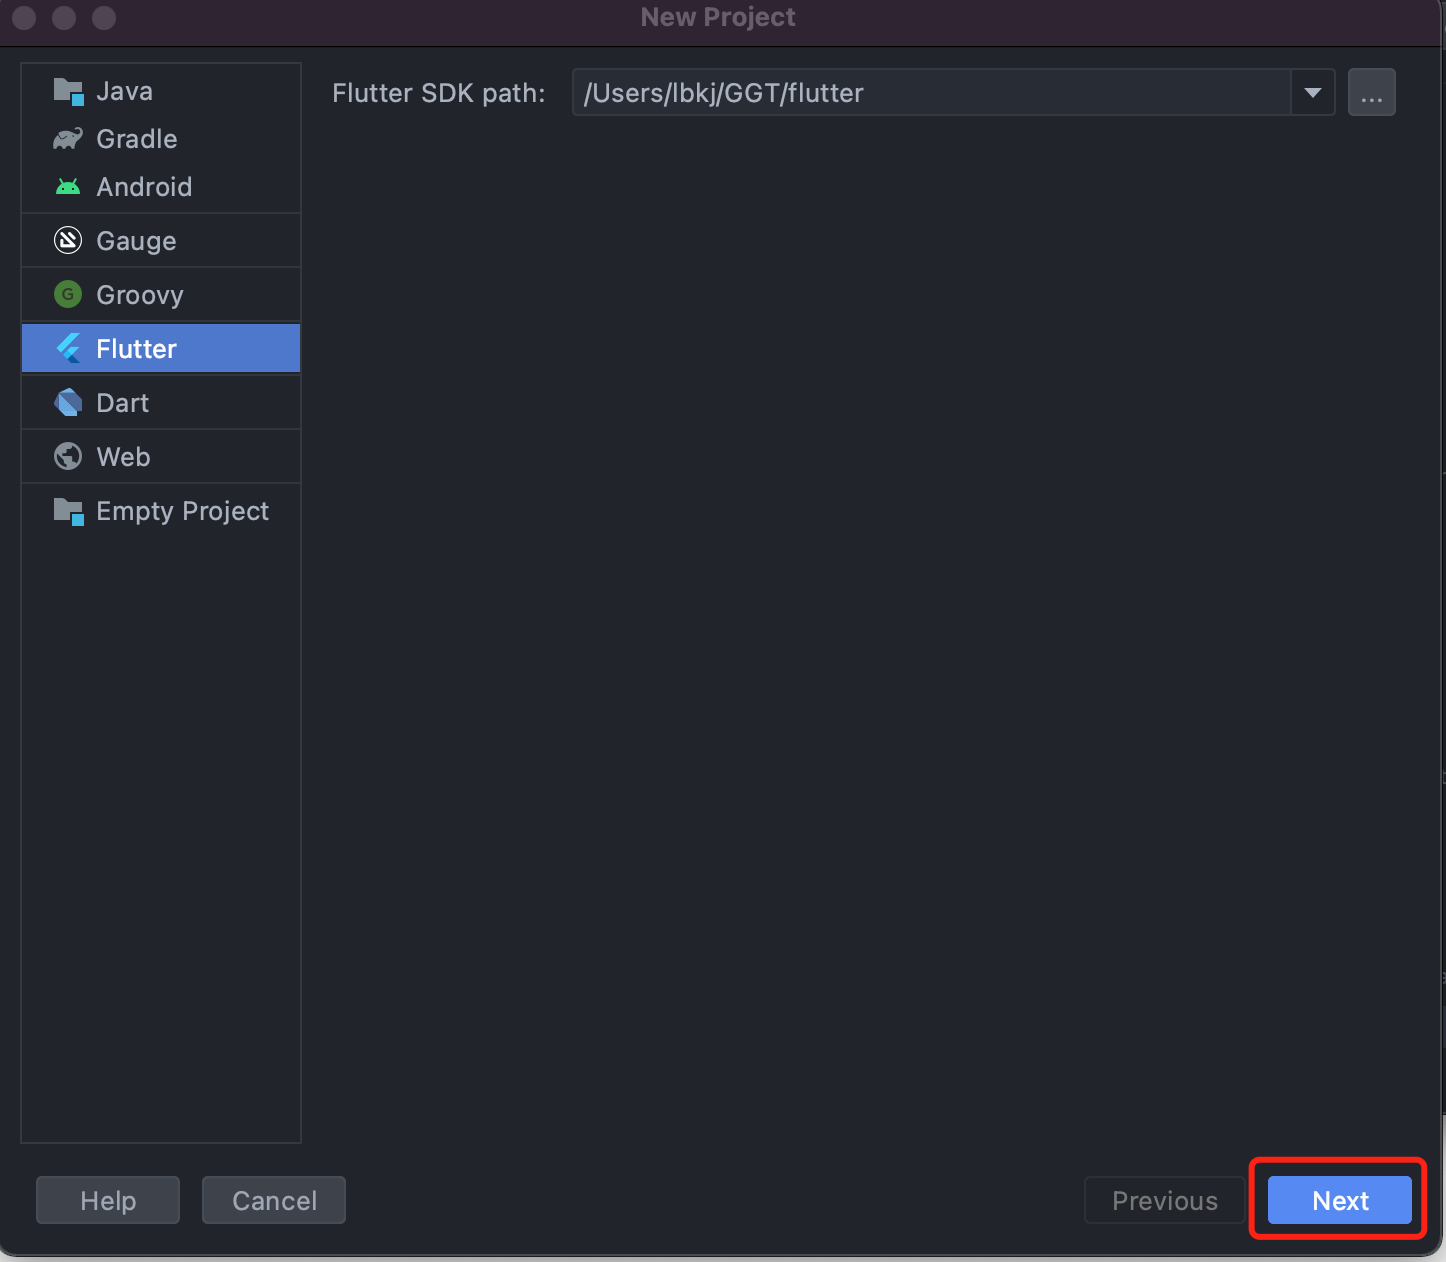 New Project
Java
Gradle
Android
Gauge
G Groovy
Flutter
Dart
Web
Empty Project
Flutter SDK path: /Users/lbkj/GGT/flutter ...
Help Cancel Previous Next